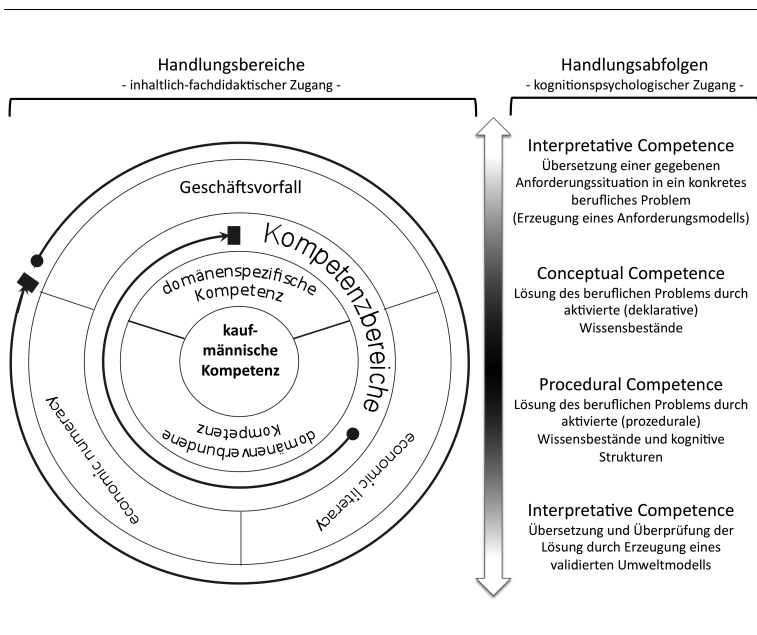 Handlungsbereiche
- inhaltlich-fachdidaktischer Zugang -
Geschäftsvorfall
Kompetenzbereiche
domänenspezifische
Kompetenz
kauf-
männische
Kompetenz
domänenverbundene
Kompetenz
economic numeracy
economic literacy
Handlungsabfolgen
- kognitionspsychologischer Zugang -
Interpretative Competence
Übersetzung einer gegebenen
Anforderungssituation in ein konkretes
berufliches Problem
(Erzeugung eines Anforderungsmodells)
Conceptual Competence
Lösung des beruflichen Problems durch
aktivierte (deklarative)
Wissensbestände
Procedural Competence
Lösung des beruflichen Problems durch
aktivierte (prozedurale)
Wissensbestände und kognitive
Strukturen
Interpretative Competence
Übersetzung und Überprüfung der
Lösung durch Erzeugung eines
validierten Umweltmodells